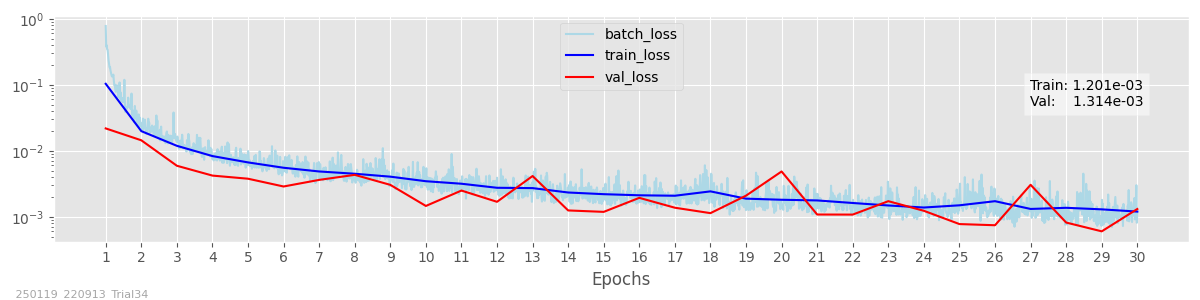 10⁰
10⁻¹
10⁻²
10⁻³
batch_loss
train_loss
val_loss
Train: 1.201e-03
Val: 1.314e-03
1 2 3 4 5 6 7 8 9 10 11 12 13 14 15 16 17 18 19 20 21 22 23 24 25 26 27 28 29 30
Epochs
250119_220913_Trial34